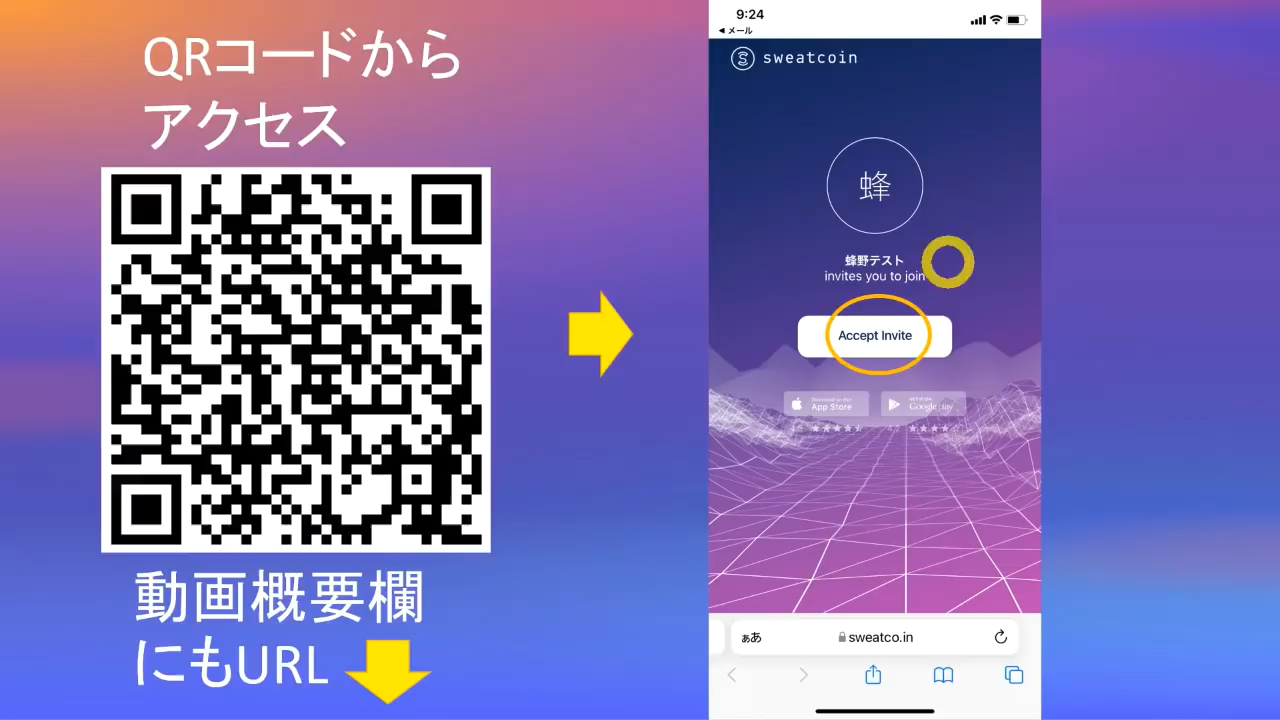 QRコードから
アクセス
動画概要欄
にもURL
9:24
◀ メール
sweatcoin
蜂
蜂野テスト
invites you to join
Accept Invite
App Store
Google play
ぁあ
sweatco.in